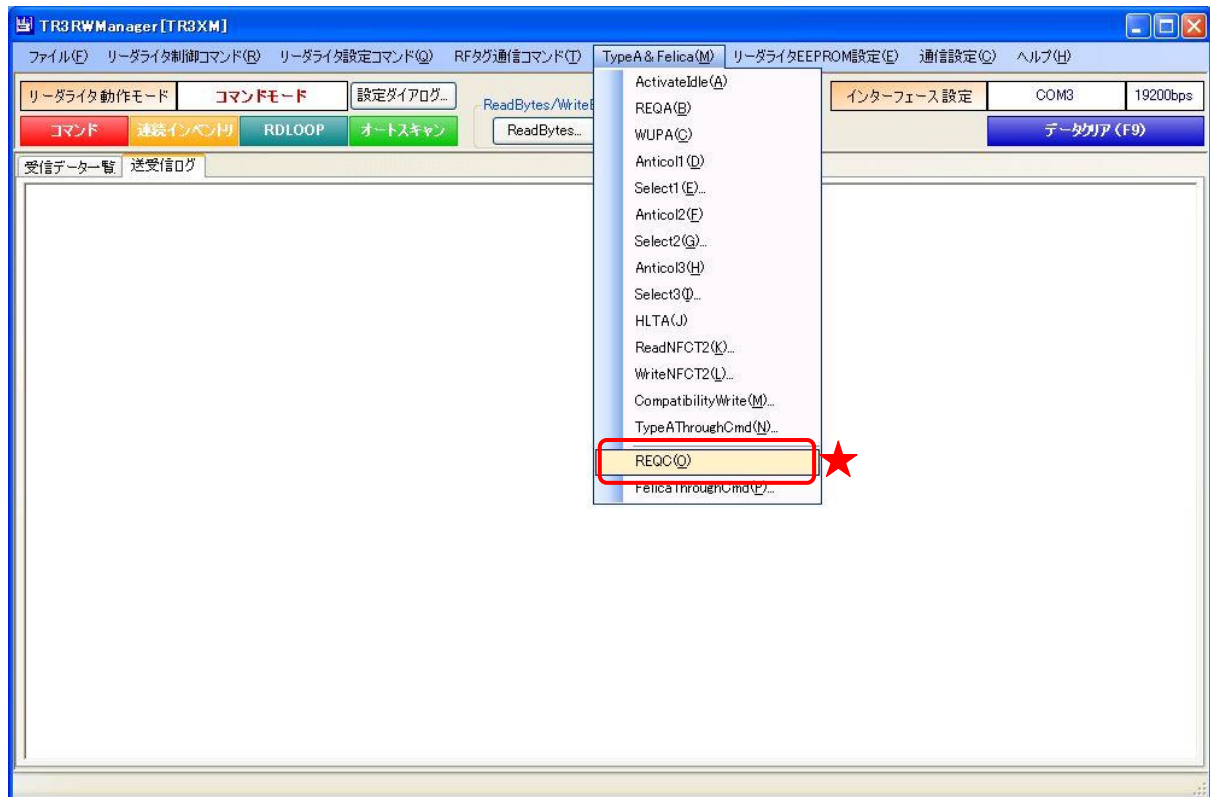 TR3RWManager[TR3XM]
ファイル(F) リーダライタ制御コマンド(R) リーダライタ設定コマンド(Q) RFタグ通信コマンド(T) TypeA&Felica(M) リーダライタEEPROM設定(E) 通信設定(C) ヘルプ(H)
リーダライタ動作モード コマンドモード 設定ダイアログ... ReadBytes/WriteB インターフェース設定 COM3 19200bps
コマンド 連続インベントリ RDLOOP オートスキャン ReadBytes... データクリア(F9)
受信データ一覧 送受信ログ
ActivateIdle(A)
REQA(B)
WUPA(C)
Anticol1(D)
Select1(E)...
Anticol2(F)
Select2(G)...
Anticol3(H)
Select3(I)...
HLTA(J)
ReadNFCT2(K)...
WriteNFCT2(L)...
CompatibilityWrite(M)...
TypeAThroughCmd(N)...
REQC(O)
FelicaThroughCmd(P)...